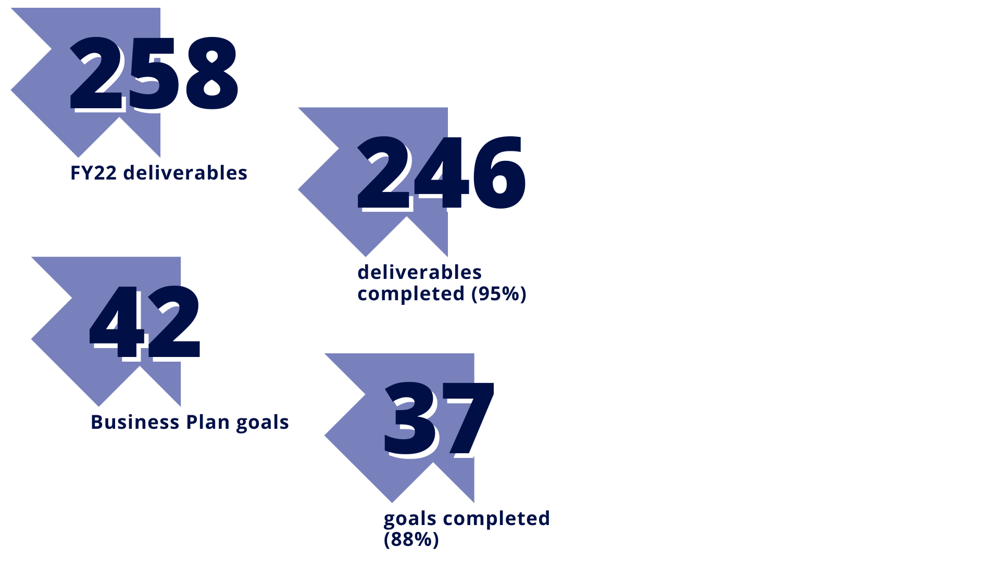 258
FY22 deliverables
246
deliverables
completed (95%)
42
Business Plan goals
37
goals completed
(88%)